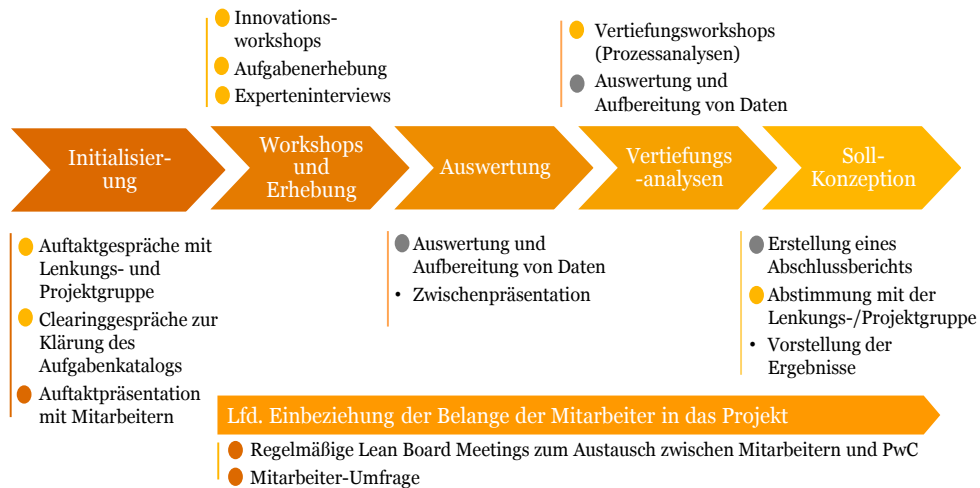 Innovations-
workshops
Aufgabenerhebung
Experteninterviews
Vertiefungsworkshops
(Prozessanalysen)
Auswertung und
Aufbereitung von Daten
Initialisier-
ung
Workshops
und
Erhebung
Auswertung
Vertiefungs
-analysen
Soll-
Konzeption
Auftaktgespräche mit
Lenkungs- und
Projektgruppe
Clearinggespräche zur
Klärung des
Aufgabenkatalogs
Auftaktpräsentation
mit Mitarbeitern
Auswertung und
Aufbereitung von Daten
• Zwischenpräsentation
Erstellung eines
Abschlussberichts
Abstimmung mit der
Lenkungs-/Projektgruppe
• Vorstellung der
Ergebnisse
Lfd. Einbeziehung der Belange der Mitarbeiter in das Projekt
Regelmäßige Lean Board Meetings zum Austausch zwischen Mitarbeitern und PwC
Mitarbeiter-Umfrage